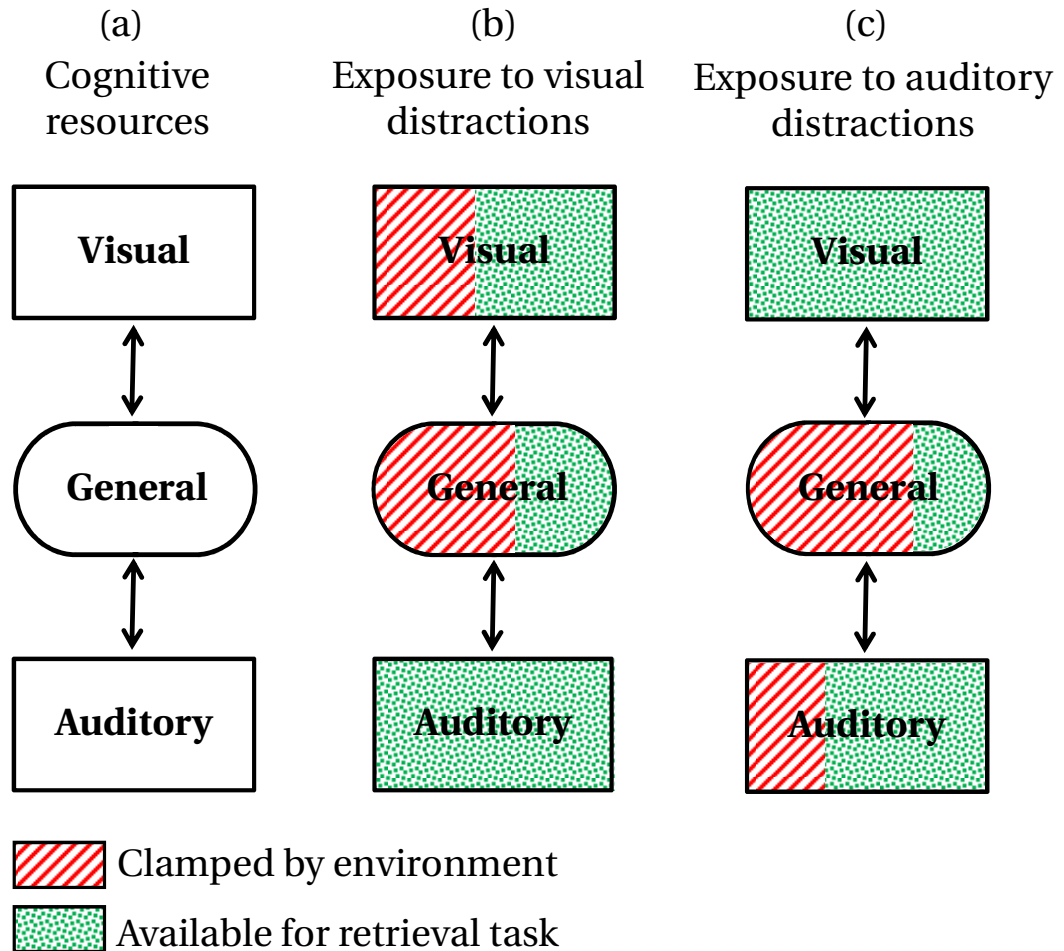 (a)
Cognitive
resources
(b)
Exposure to visual
distractions
(c)
Exposure to auditory
distractions
Visual
Visual
Visual
General
General
General
Auditory
Auditory
Auditory
Clamped by environment
Available for retrieval task